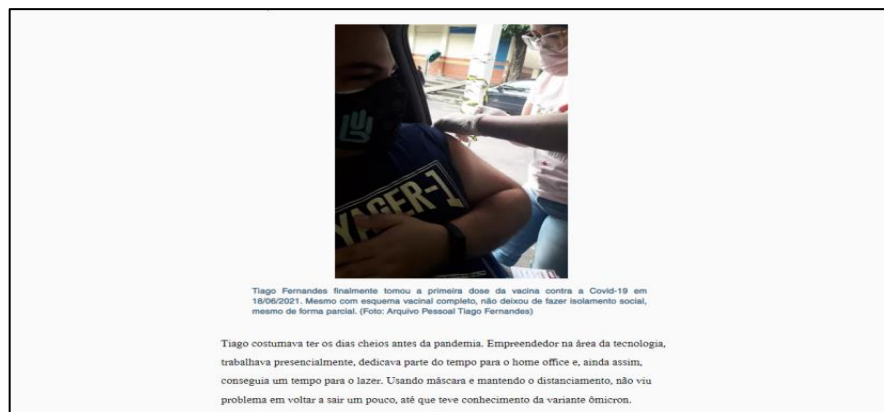 YAGER-1
Tiago Fernandes finalmente tomou a primeira dose da vacina contra a Covid-19 em
18/06/2021. Mesmo com esquema vacinal completo, não deixou de fazer isolamento social,
mesmo de forma parcial. (Foto: Arquivo Pessoal Tiago Fernandes)
Tiago costumava ter os dias cheios antes da pandemia. Empreendedor na área da tecnologia,
trabalhava presencialmente, dedicava parte do tempo para o home office e, ainda assim,
conseguia um tempo para o lazer. Usando máscara e mantendo o distanciamento, não viu
problema em voltar a sair um pouco, até que teve conhecimento da variante ômicron.